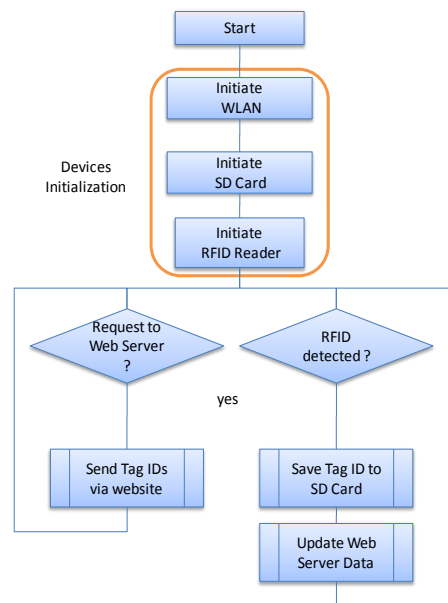 Start
Initiate
WLAN
Devices
Initialization
Initiate
SD Card
Initiate
RFID Reader
Request to
Web Server
?
RFID
detected ?
yes
Send Tag IDs
via website
Save Tag ID to
SD Card
Update Web
Server Data